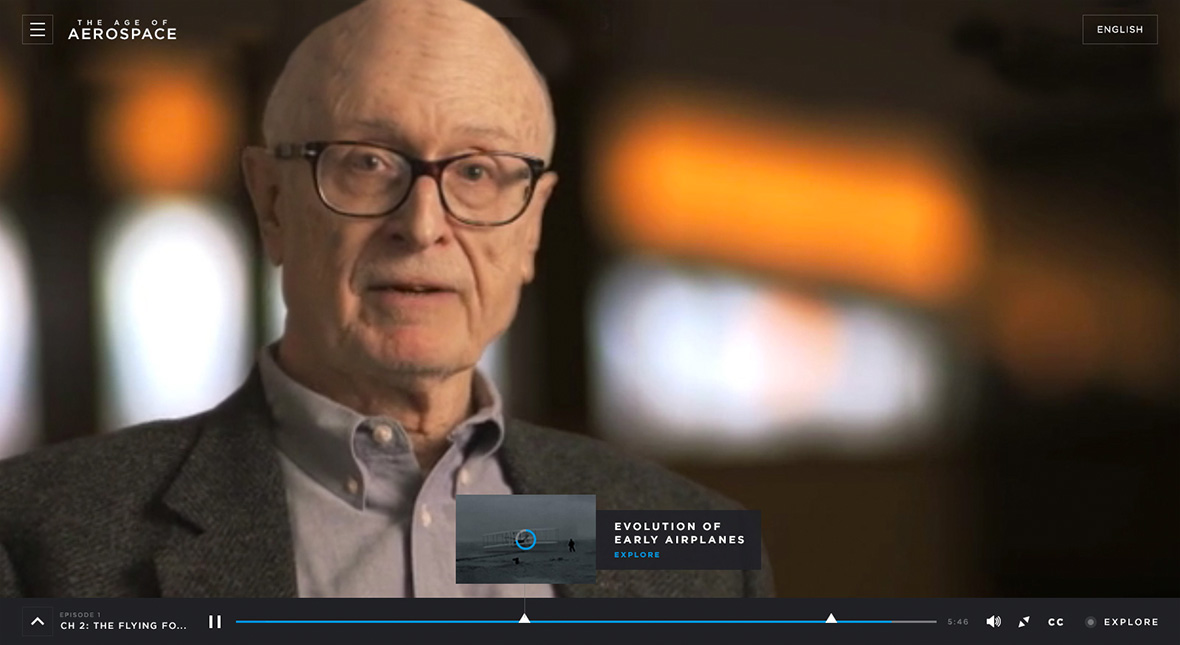 THE AGE OF
AEROSPACE
ENGLISH
EVOLUTION OF
EARLY AIRPLANES
EXPLORE
EPISODE 1
CH 2: THE FLYING FO...
5:46
CC
EXPLORE